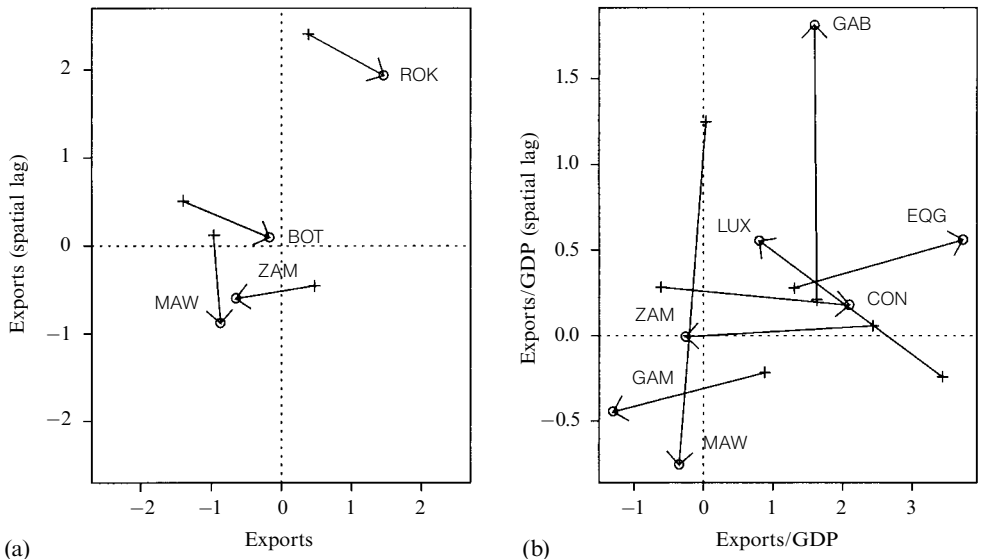 Exports (spatial lag)
2
1
0
−1
−2
ROK
BOT
ZAM
MAW
−2 −1 0 1 2
Exports
(a)
Exports/GDP (spatial lag)
1.5
1.0
0.5
0.0
−0.5
GAB
LUX
EQG
ZAM
CON
GAM
MAW
−1 0 1 2 3
Exports/GDP
(b)